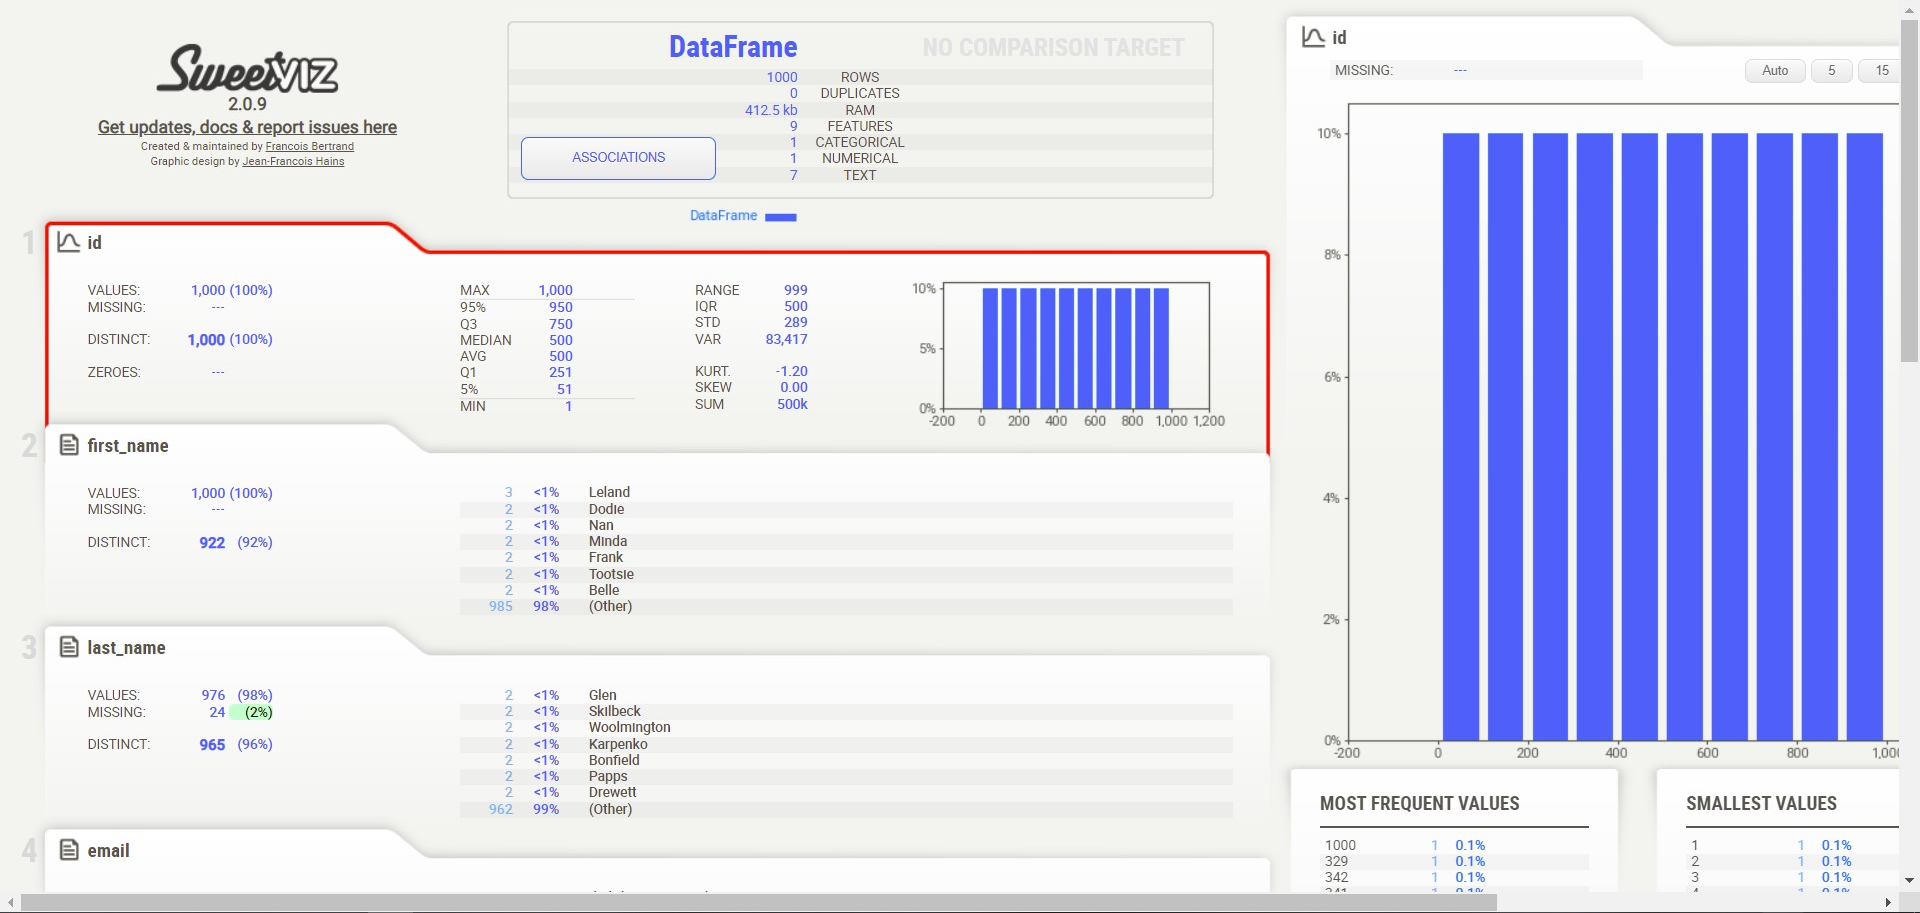 SweetVIZ
2.0.9
Get updates, docs & report issues here
Created & maintained by Francois Bertrand
Graphic design by Jean-Francois Hains
DataFrame NO COMPARISON TARGET
1000 ROWS
0 DUPLICATES
412.5 kb RAM
9 FEATURES
1 CATEGORICAL
1 NUMERICAL
7 TEXT
ASSOCIATIONS
DataFrame
1 id
VALUES: 1,000 (100%)
MISSING: ---
DISTINCT: 1,000 (100%)
ZEROES: ---
MAX 1,000
95% 950
Q3 750
MEDIAN 500
AVG 500
Q1 251
5% 51
MIN 1
RANGE 999
IQR 500
STD 289
VAR 83,417
KURT. -1.20
SKEW 0.00
SUM 500k
10%
5%
0%
-200 0 200 400 600 800 1,000 1,200
2 first_name
VALUES: 1,000 (100%)
MISSING: ---
DISTINCT: 922 (92%)
3 <1% Leland
2 <1% Dodie
2 <1% Nan
2 <1% Minda
2 <1% Frank
2 <1% Tootsie
2 <1% Belle
985 98% (Other)
3 last_name
VALUES: 976 (98%)
MISSING: 24 (2%)
DISTINCT: 965 (96%)
2 <1% Glen
2 <1% Skilbeck
2 <1% Woolmington
2 <1% Karpenko
2 <1% Bonfield
2 <1% Papps
2 <1% Drewett
962 99% (Other)
4 email
id
MISSING: ---
Auto 5 15
10%
8%
6%
4%
2%
0%
-200 0 200 400 600 800 1,000
MOST FREQUENT VALUES
1000 1 0.1%
329 1 0.1%
342 1 0.1%
341 1 0.1%
SMALLEST VALUES
1 1 0.1%
2 1 0.1%
3 1 0.1%
4 1 0.1%